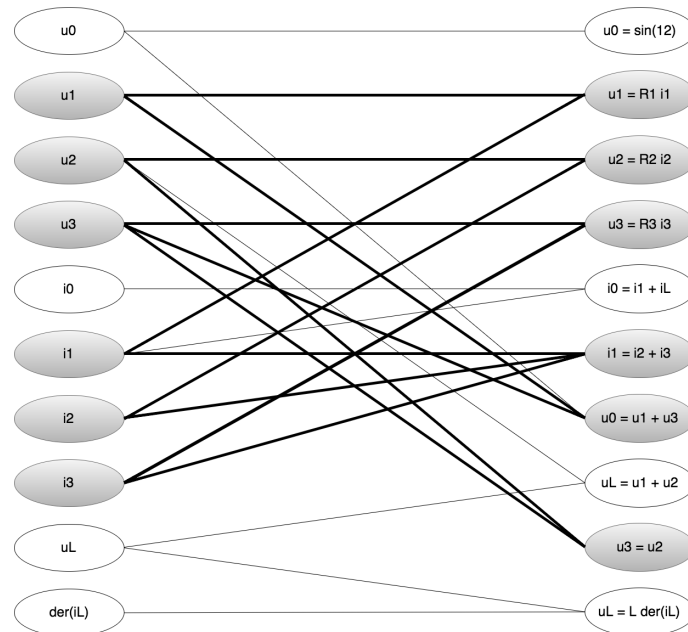 u0
u0 = sin(12)
u1
u1 = R1 i1
u2
u2 = R2 i2
u3
u3 = R3 i3
i0
i0 = i1 + iL
i1
i1 = i2 + i3
i2
u0 = u1 + u3
i3
uL = u1 + u2
uL
u3 = u2
der(iL)
uL = L der(iL)